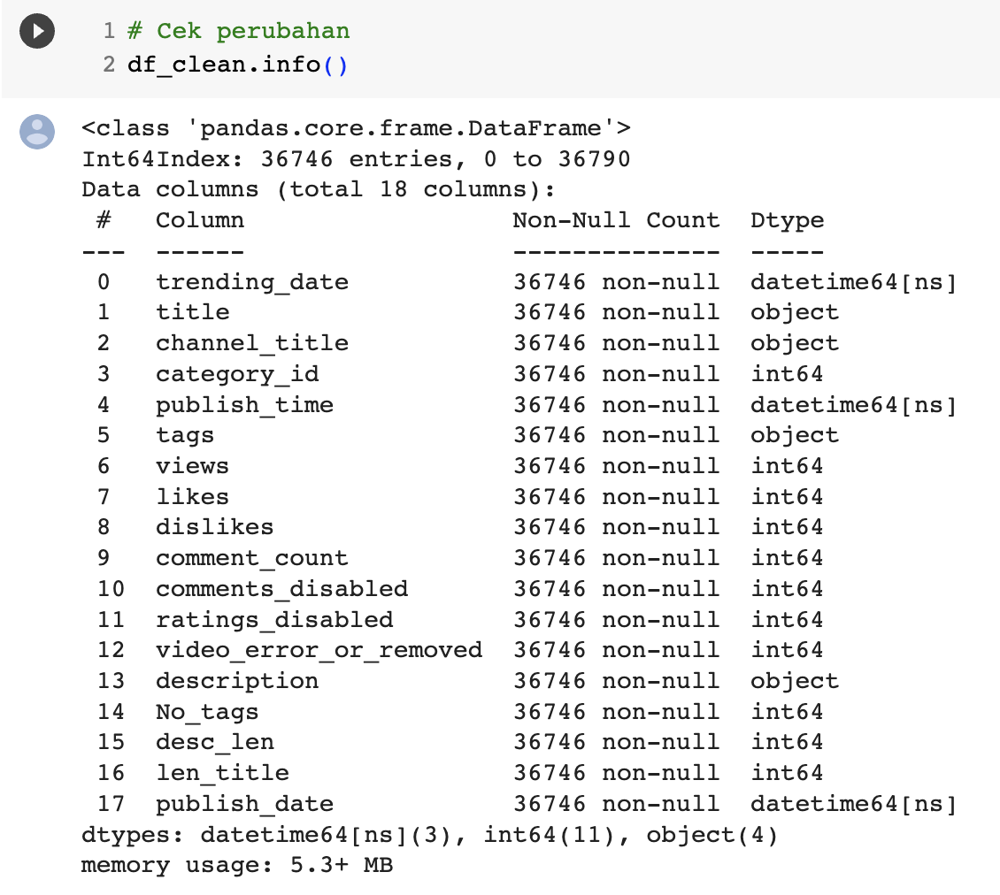 1 # Cek perubahan
2 df_clean.info()
<class 'pandas.core.frame.DataFrame'>
Int64Index: 36746 entries, 0 to 36790
Data columns (total 18 columns):
 #   Column                  Non-Null Count  Dtype
---  ------                  --------------  -----
 0   trending_date           36746 non-null  datetime64[ns]
 1   title                   36746 non-null  object
 2   channel_title           36746 non-null  object
 3   category_id             36746 non-null  int64
 4   publish_time            36746 non-null  datetime64[ns]
 5   tags                    36746 non-null  object
 6   views                   36746 non-null  int64
 7   likes                   36746 non-null  int64
 8   dislikes                36746 non-null  int64
 9   comment_count           36746 non-null  int64
 10  comments_disabled       36746 non-null  int64
 11  ratings_disabled        36746 non-null  int64
 12  video_error_or_removed  36746 non-null  int64
 13  description             36746 non-null  object
 14  No_tags                 36746 non-null  int64
 15  desc_len                36746 non-null  int64
 16  len_title               36746 non-null  int64
 17  publish_date            36746 non-null  datetime64[ns]
dtypes: datetime64[ns](3), int64(11), object(4)
memory usage: 5.3+ MB